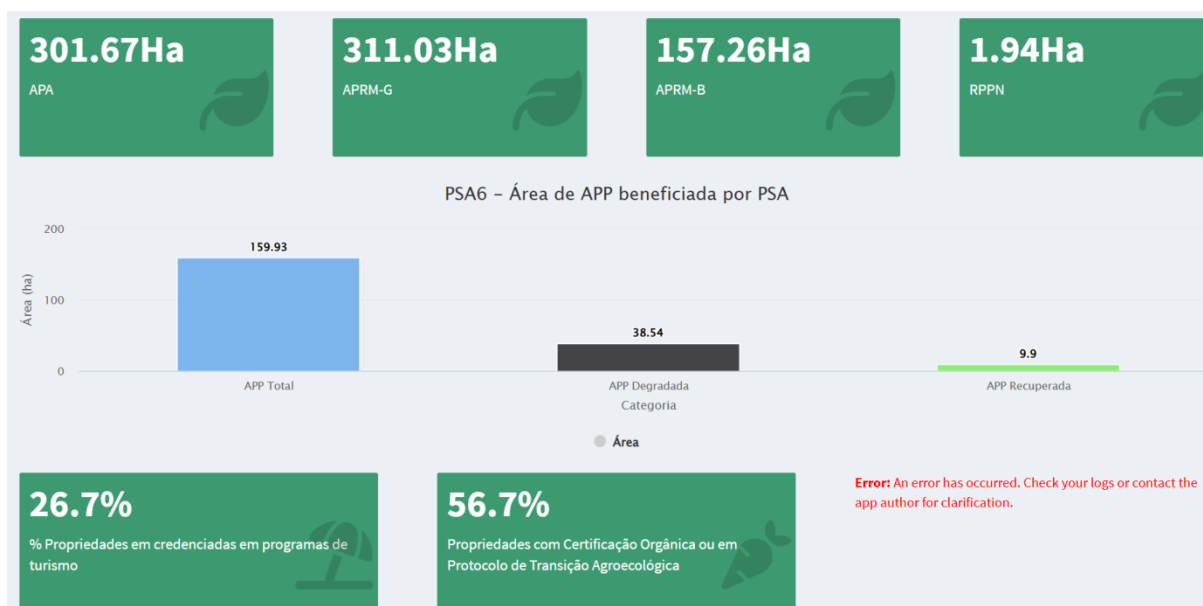 301.67Ha
APA
311.03Ha
APRM-G
157.26Ha
APRM-B
1.94Ha
RPPN
PSA6 – Área de APP beneficiada por PSA
Área (ha)
200
100
0
159.93
38.54
9.9
APP Total
APP Degradada
APP Recuperada
Categoria
Área
26.7%
% Propriedades em credenciadas em programas de
turismo
56.7%
Propriedades com Certificação Orgânica ou em
Protocolo de Transição Agroecológica
Error: An error has occurred. Check your logs or contact the
app author for clarification.